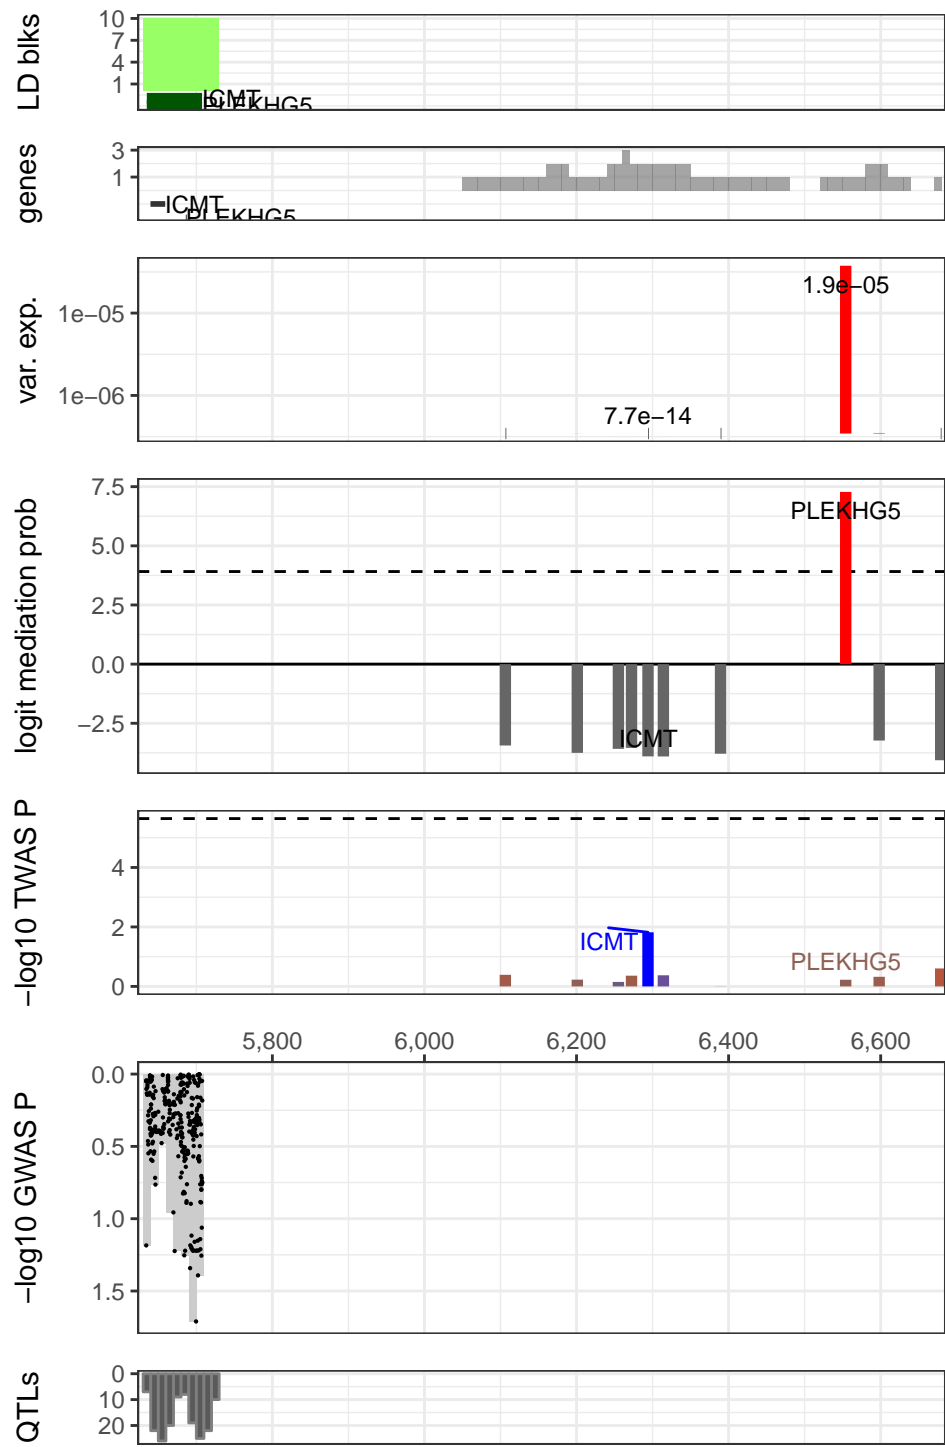 LD blks
10
7
4
1
ICMT
PLEKHG5
genes
3
1
ICMT
PLEKHG5
var. exp.
1e−05
1e−06
1.9e−05
7.7e−14
logit mediation prob
7.5
5.0
2.5
0.0
−2.5
PLEKHG5
ICMT
−log10 TWAS P
4
2
0
ICMT
PLEKHG5
5,800
6,000
6,200
6,400
6,600
−log10 GWAS P
0.0
0.5
1.0
1.5
QTLs
0
10
20